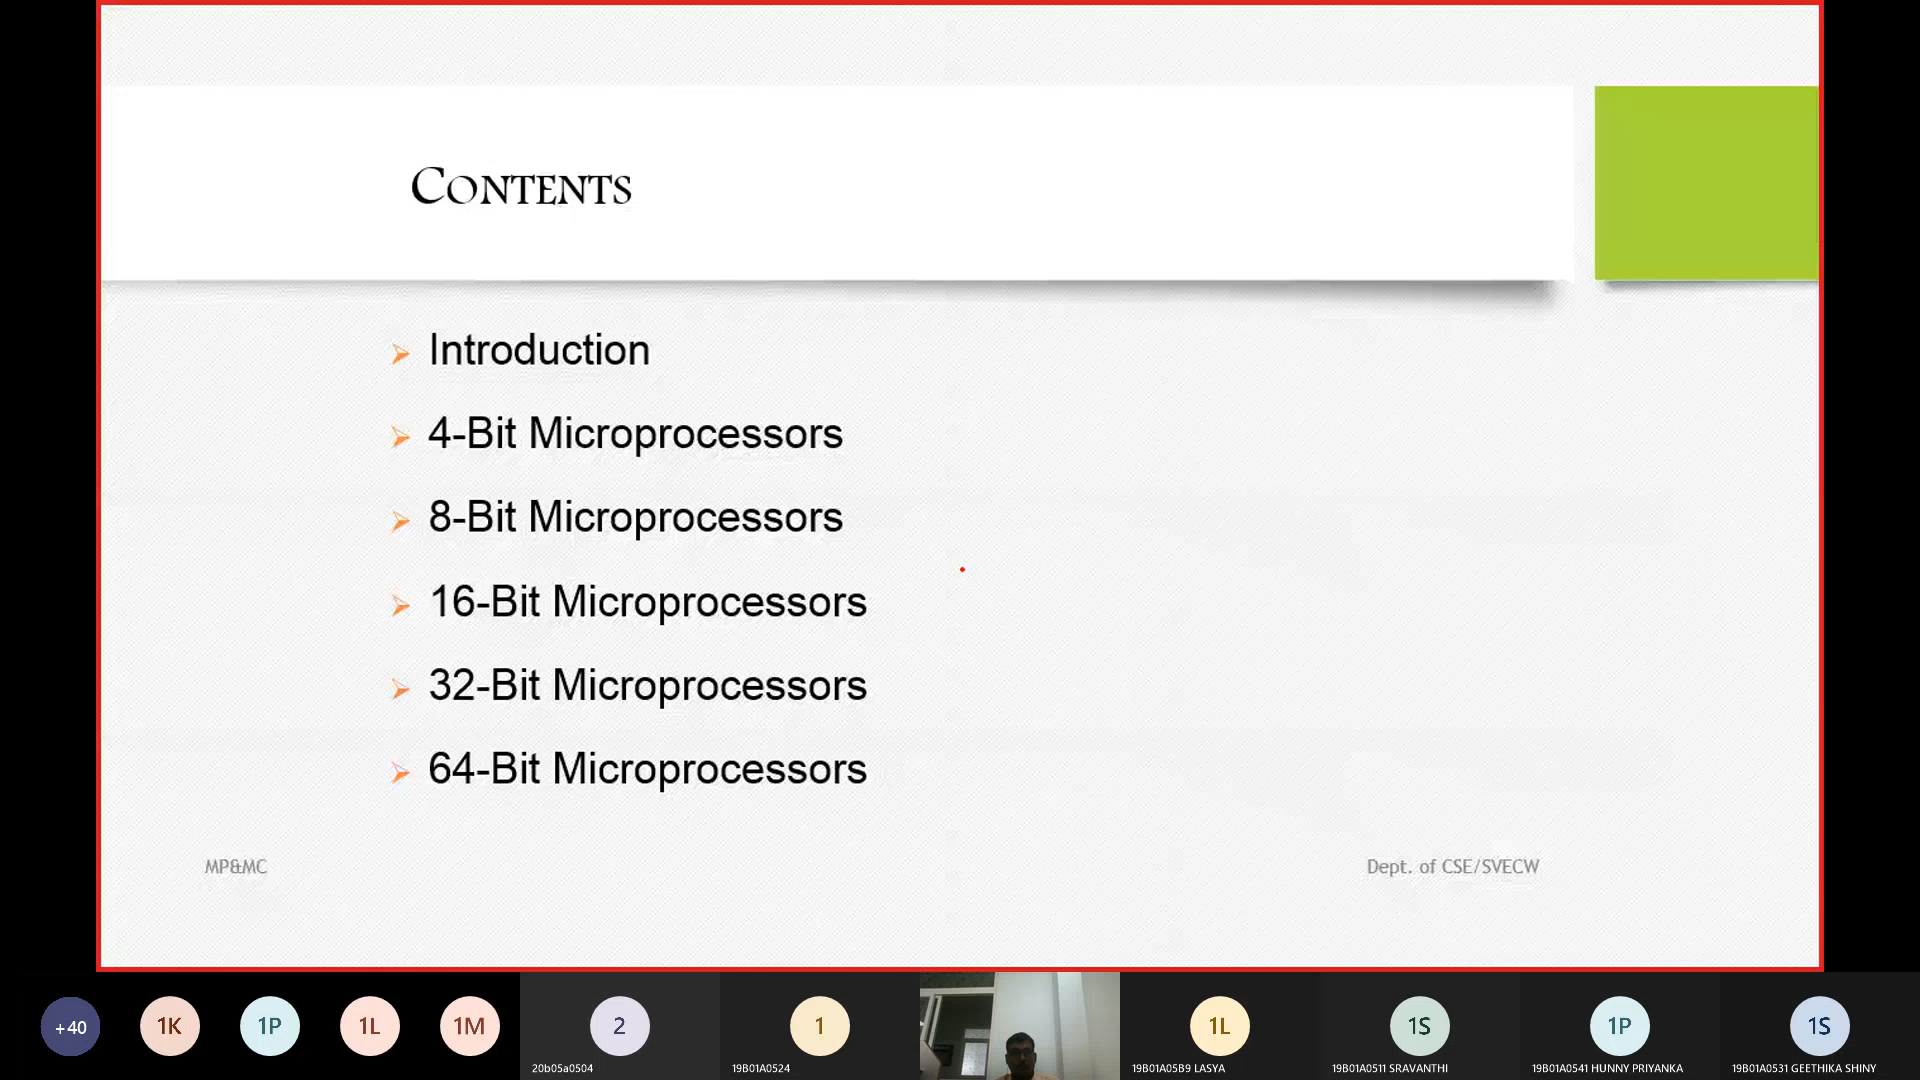 CONTENTS
Introduction
4-Bit Microprocessors
8-Bit Microprocessors
16-Bit Microprocessors
32-Bit Microprocessors
64-Bit Microprocessors
MP&MC
Dept. of CSE/SVECW
+40
1K
1P
1L
1M
2
1
1L
1S
1P
1S
20b05a0504
19B01A0524
19B01A05B9 LASYA
19B01A0511 SRAVANTHI
19B01A0541 HUNNY PRIYANKA
19B01A0531 GEETHIKA SHINY